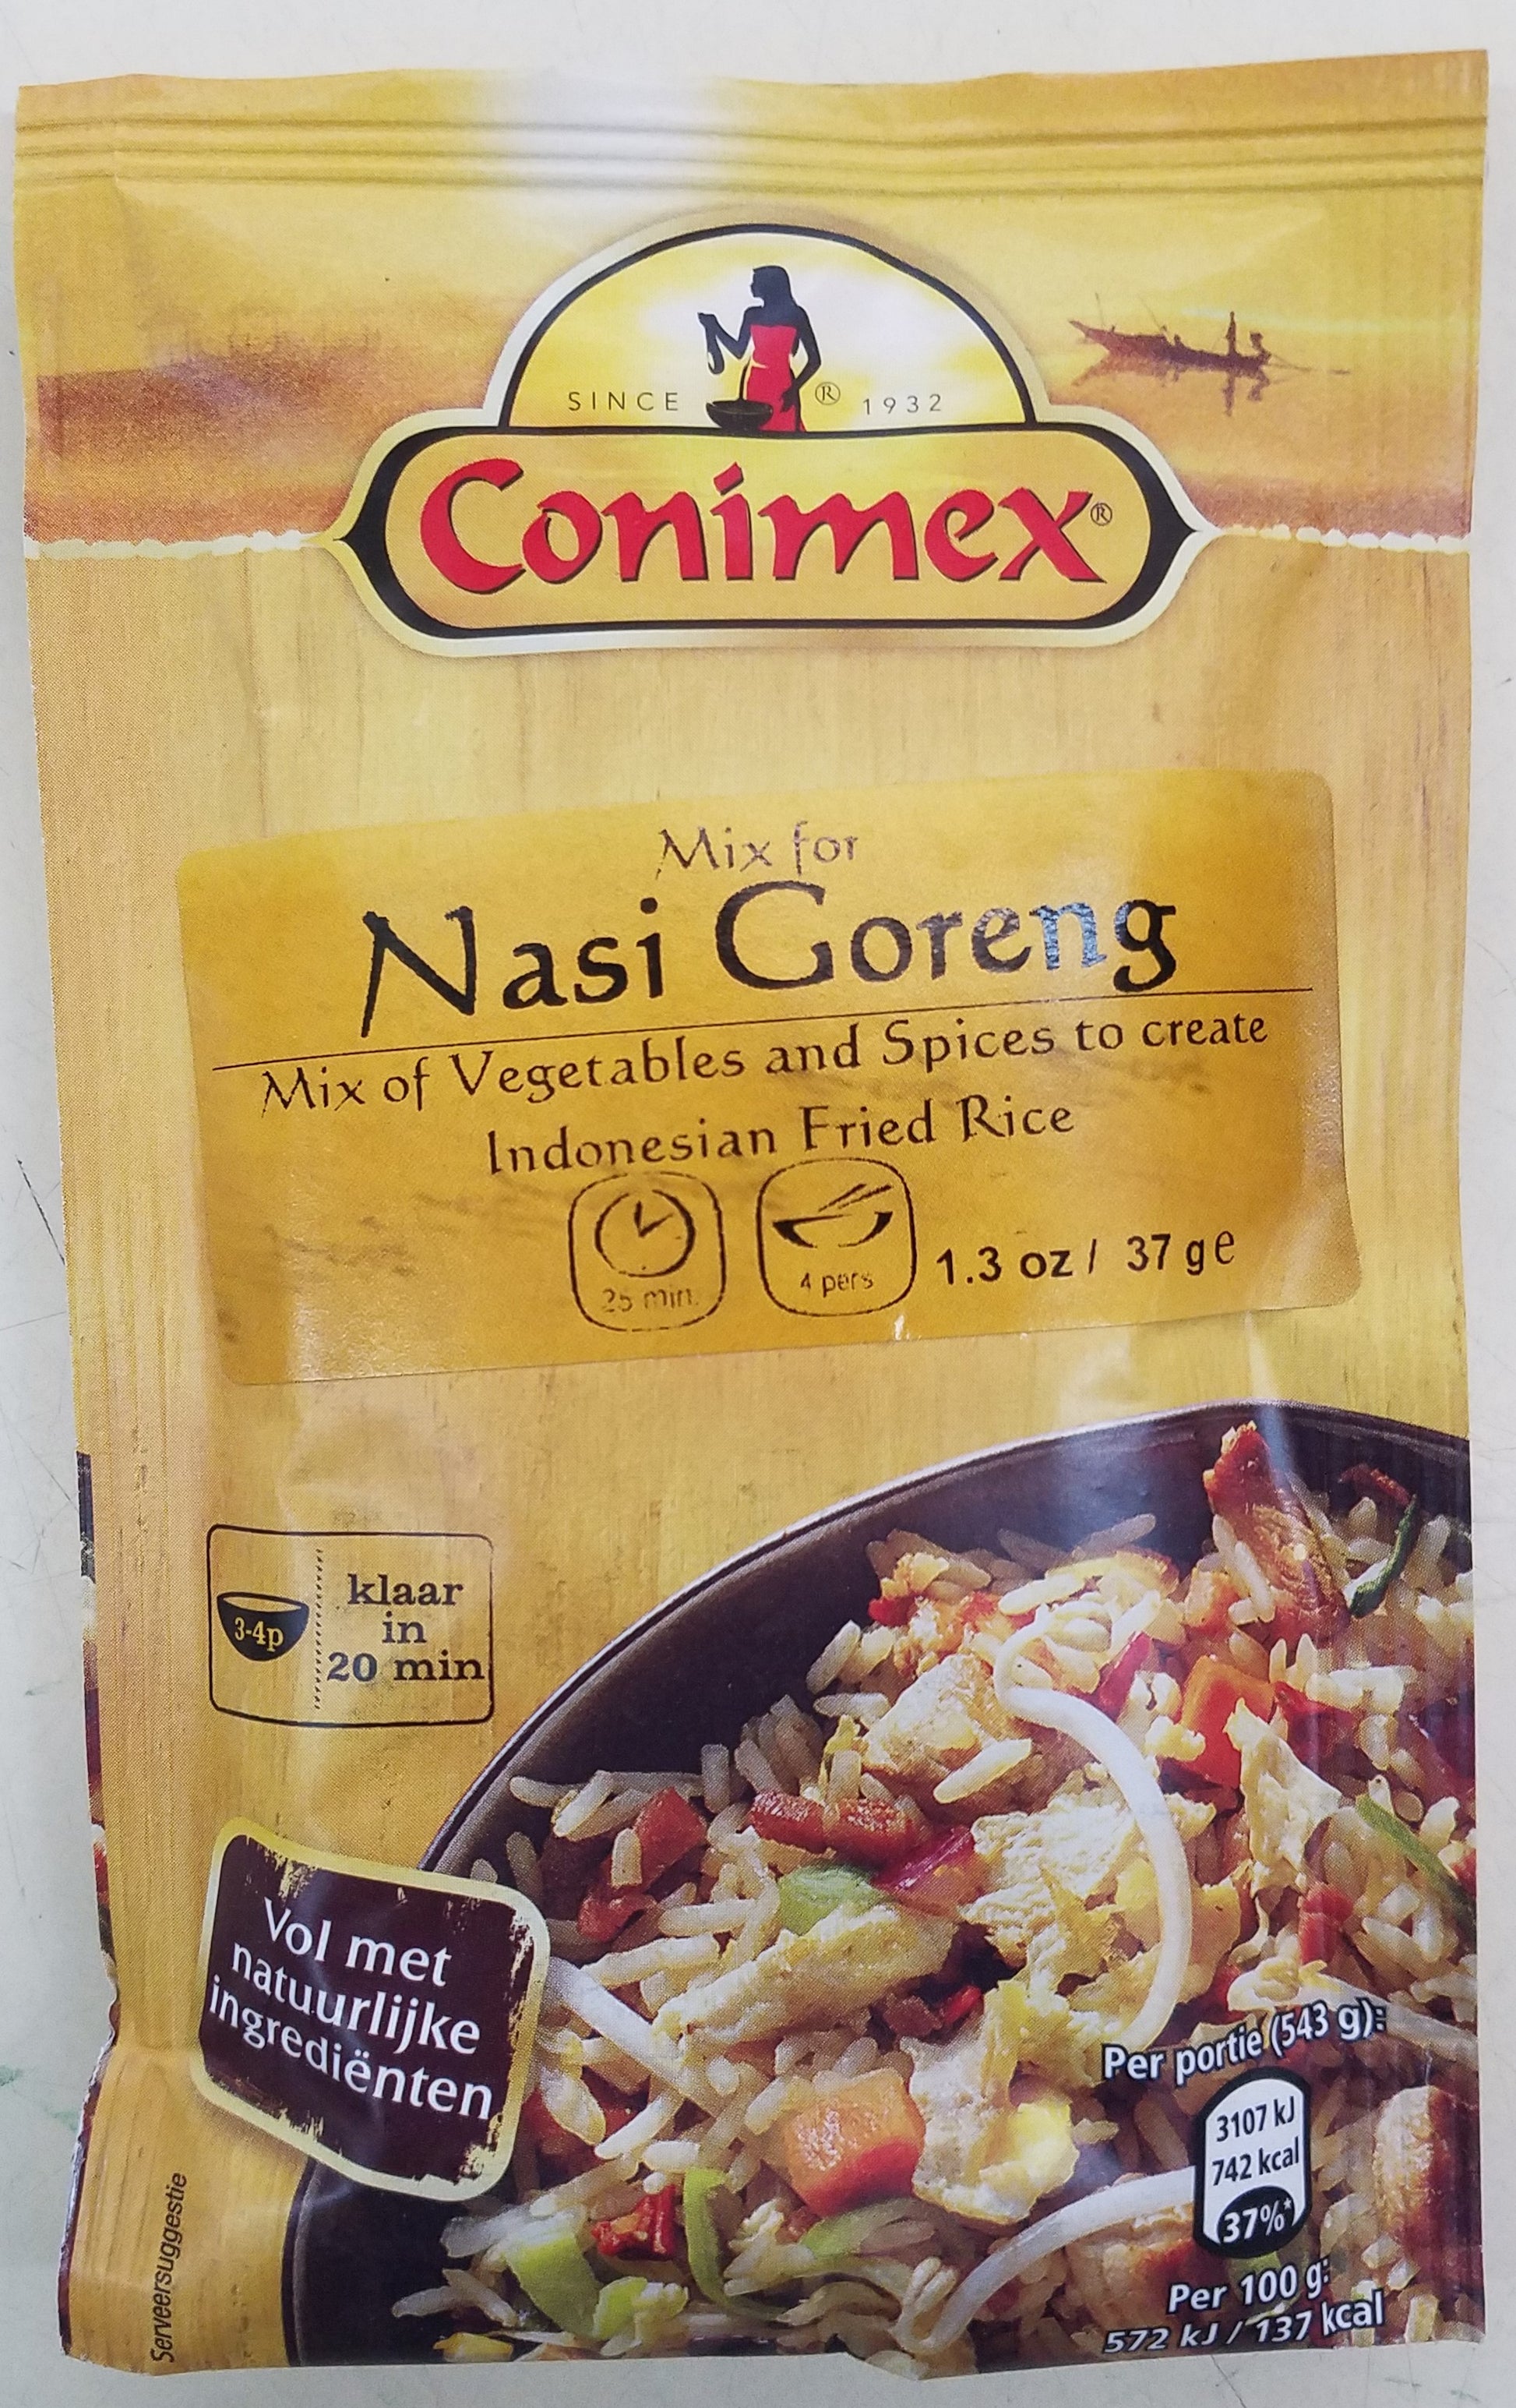 SINCE ® 1932
Conimex®
Mix for
Nasi Goreng
Mix of Vegetables and Spices to create
Indonesian Fried Rice
25 min.
4 pers
1.3 oz / 37 g e
3-4p
klaar
in
20 min
Vol met
natuurlijke
ingrediënten
Serveersuggestie
Per portie (543 g):
3107 kJ
742 kcal
37%*
Per 100 g:
572 kJ / 137 kcal